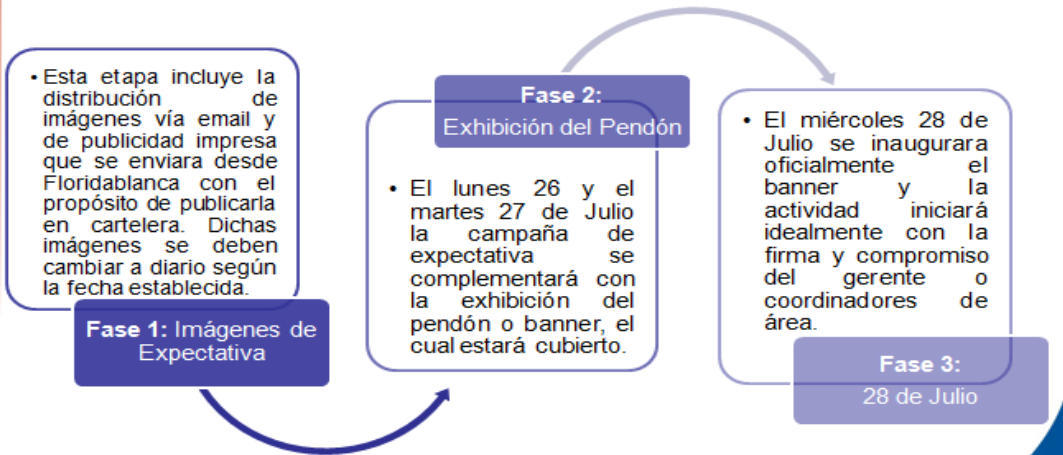 • Esta etapa incluye la
distribución de
imágenes vía email y
de publicidad impresa
que se enviara desde
Floridablanca con el
propósito de publicarla
en cartelera. Dichas
imágenes se deben
cambiar a diario según
la fecha establecida.
Fase 1: Imágenes de
Expectativa
Fase 2:
Exhibición del Pendón
• El lunes 26 y el
martes 27 de Julio
la campaña de
expectativa se
complementará con
la exhibición del
pendón o banner, el
cual estará cubierto.
• El miércoles 28 de
Julio se inaugurara
oficialmente el
banner y la
actividad iniciará
idealmente con la
firma y compromiso
del gerente o
coordinadores de
área.
Fase 3:
28 de Julio